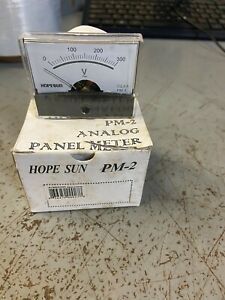 0 100 200 300
V
HOPESUN
PM-2
ANALOG
PANEL METER
HOPE SUN PM-2